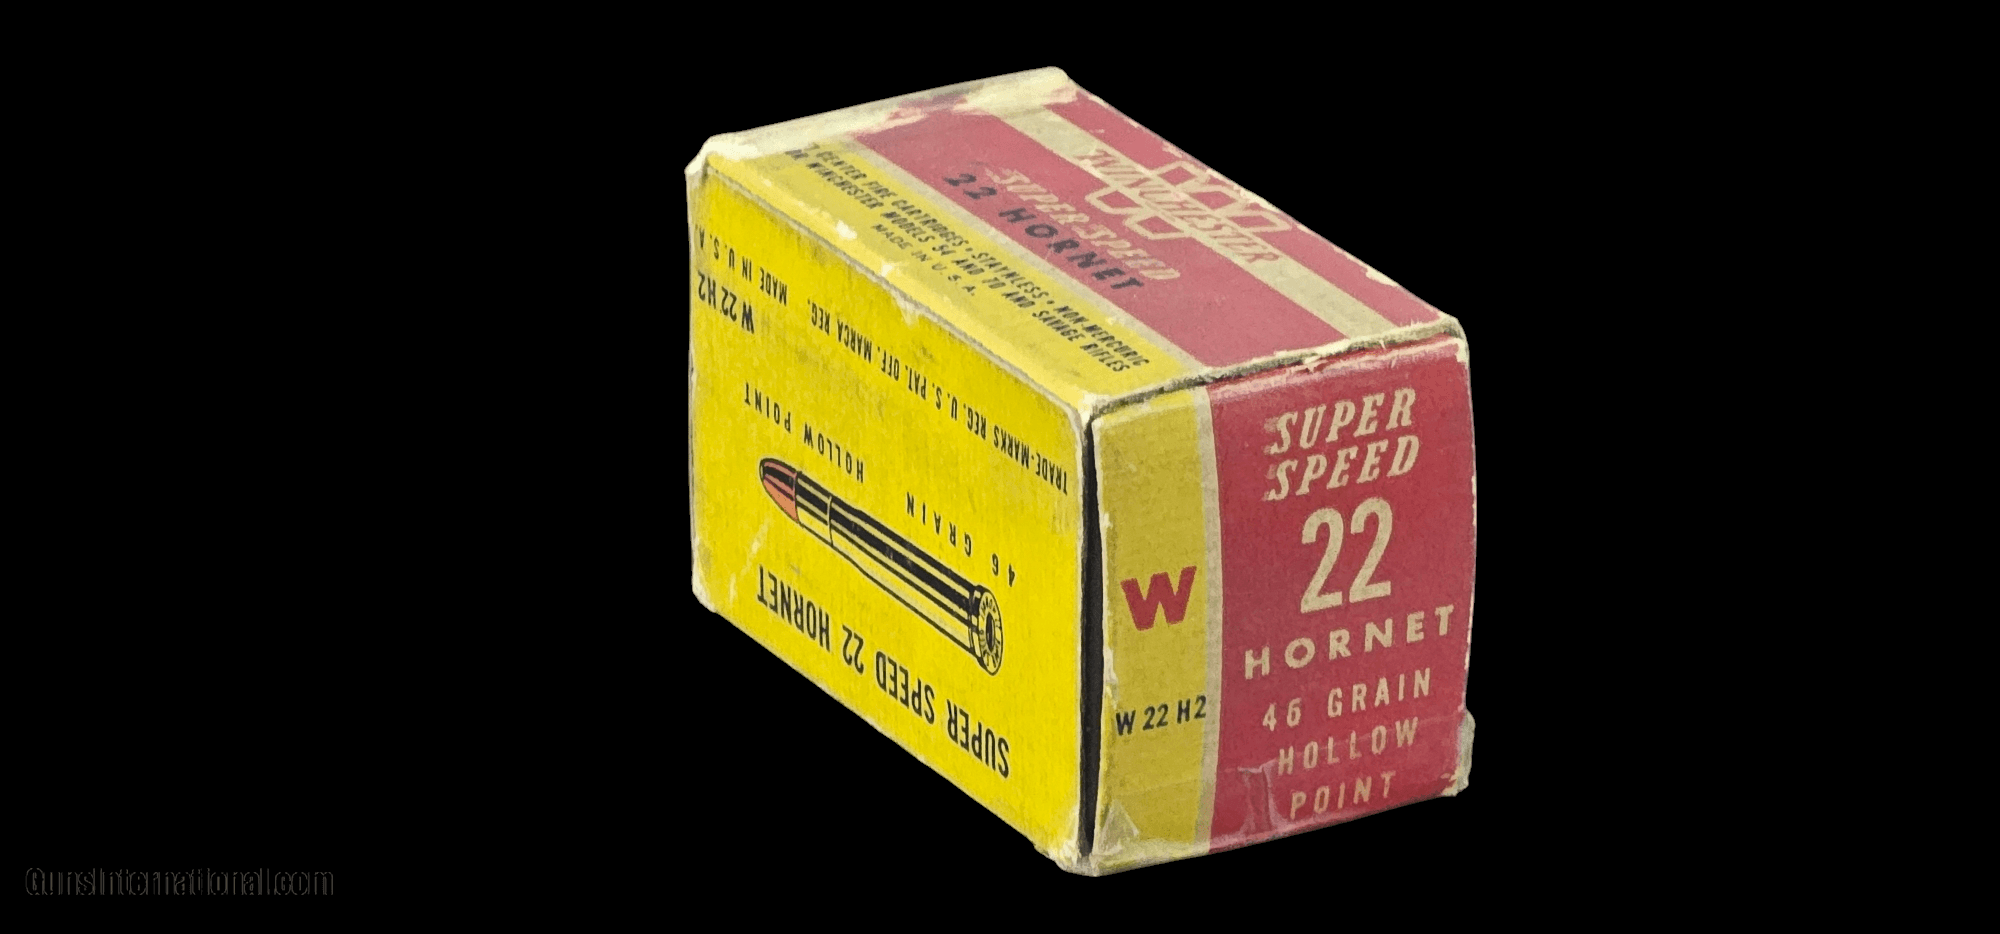 WINCHESTER
W
SUPER-SPEED
22 HORNET
CENTER FIRE CARTRIDGES • STAYNLESS • NON-MERCURIC
WINCHESTER MODELS 54 AND 70 AND SAVAGE RIFLES
MADE IN U.S.A.
SUPER
SPEED
22
HORNET
46 GRAIN
HOLLOW
POINT
W
W 22 H2
SUPER SPEED 22 HORNET
46 GRAIN
HOLLOW POINT
TRADE-MARKS REG. U.S. PAT. OFF. MARCA REG. MADE IN U.S.A.
W 22 H2
GunsInternational.com